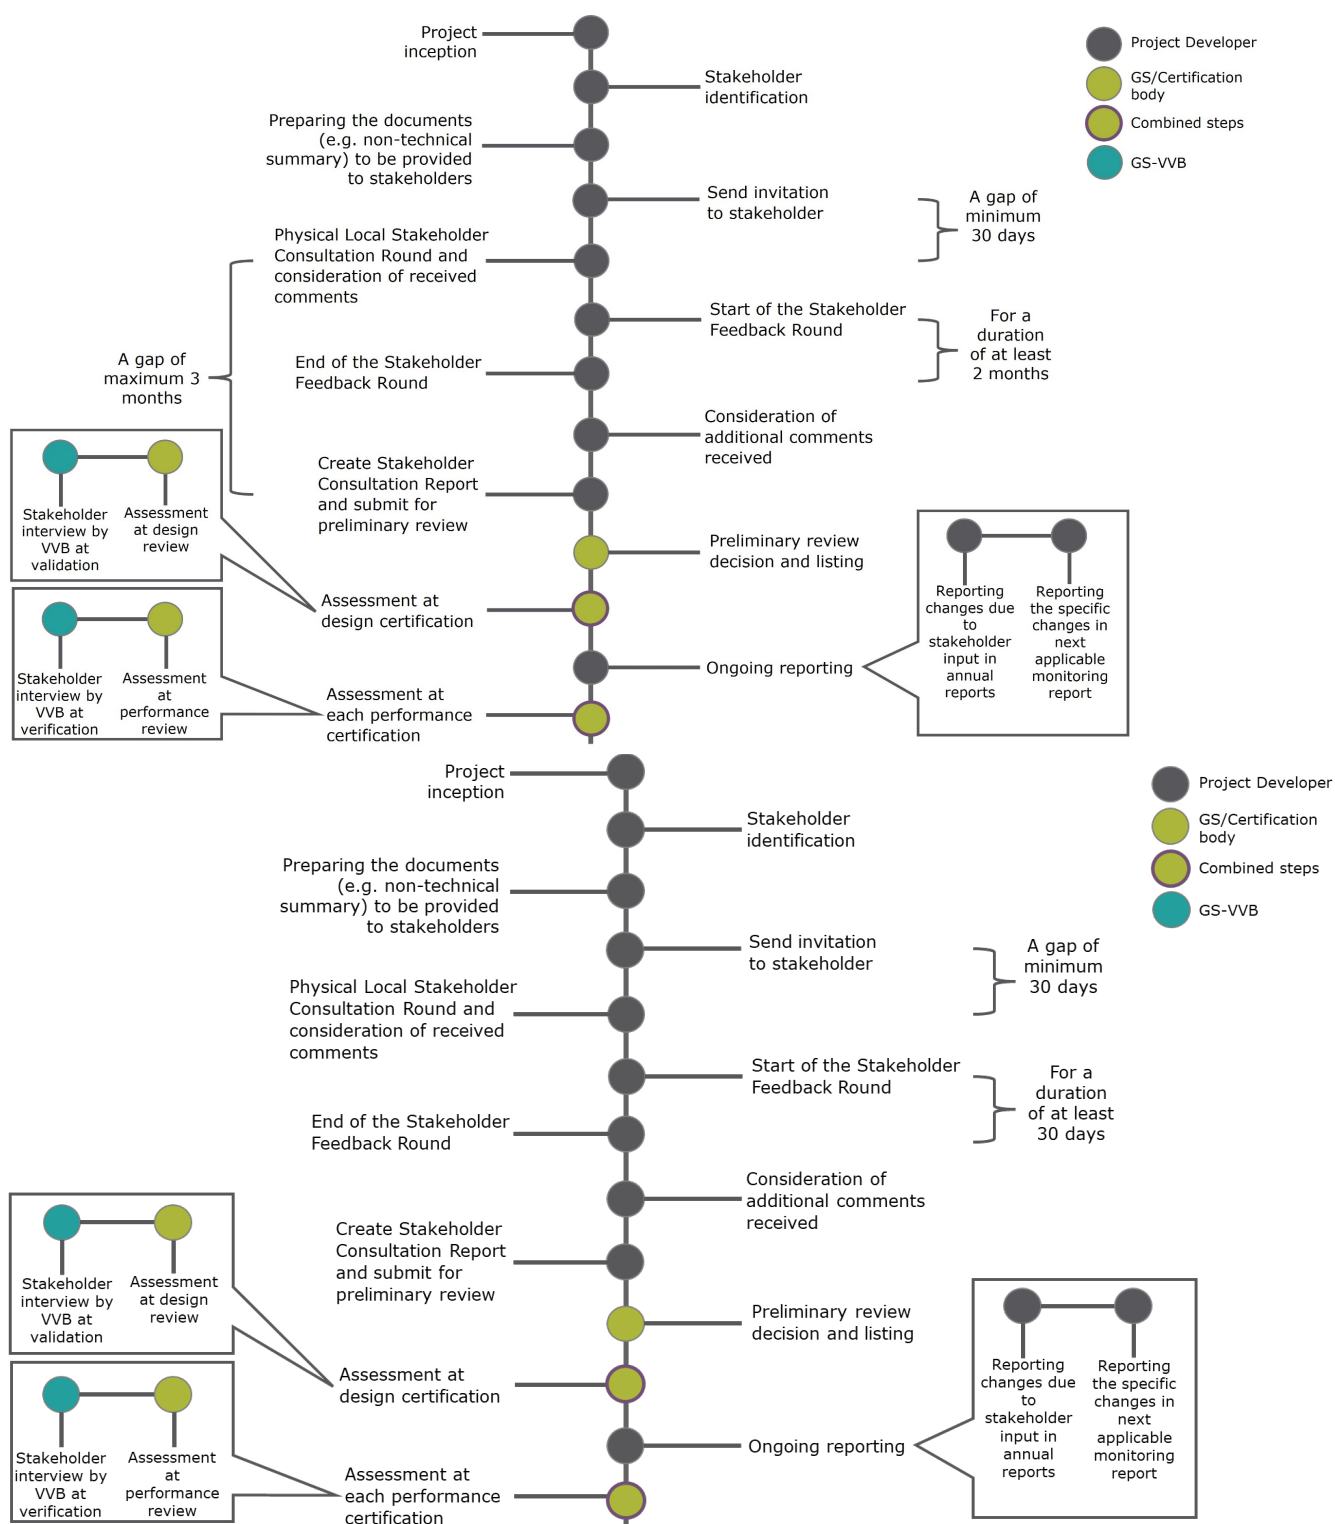 Project
inception
Project Developer
Stakeholder
identification
GS/Certification
body
Combined steps
GS-VVB
Preparing the documents
(e.g. non-technical
summary) to be provided
to stakeholders
Send invitation
to stakeholder
A gap of
minimum
30 days
Physical Local Stakeholder
Consultation Round and
consideration of received
comments
Start of the Stakeholder
Feedback Round
For a
duration
of at least
2 months
A gap of
maximum 3
months
End of the Stakeholder
Feedback Round
Consideration of
additional comments
received
Create Stakeholder
Consultation Report
and submit for
preliminary review
Stakeholder
interview by
VVB at
validation
Assessment
at design
review
Preliminary review
decision and listing
Assessment at
design certification
Reporting
changes due
to
stakeholder
input in
annual
reports
Reporting
the specific
changes in
next
applicable
monitoring
report
Ongoing reporting
Stakeholder
interview by
VVB at
verification
Assessment
at
performance
review
Assessment at
each performance
certification
Project
inception
Project Developer
Stakeholder
identification
GS/Certification
body
Combined steps
GS-VVB
Preparing the documents
(e.g. non-technical
summary) to be provided
to stakeholders
Send invitation
to stakeholder
A gap of
minimum
30 days
Physical Local Stakeholder
Consultation Round and
consideration of received
comments
Start of the Stakeholder
Feedback Round
For a
duration
of at least
30 days
End of the Stakeholder
Feedback Round
Consideration of
additional comments
received
Create Stakeholder
Consultation Report
and submit for
preliminary review
Stakeholder
interview by
VVB at
validation
Assessment
at design
review
Preliminary review
decision and listing
Assessment at
design certification
Reporting
changes due
to
stakeholder
input in
annual
reports
Reporting
the specific
changes in
next
applicable
monitoring
report
Ongoing reporting
Stakeholder
interview by
VVB at
verification
Assessment
at
performance
review
Assessment at
each performance
certification